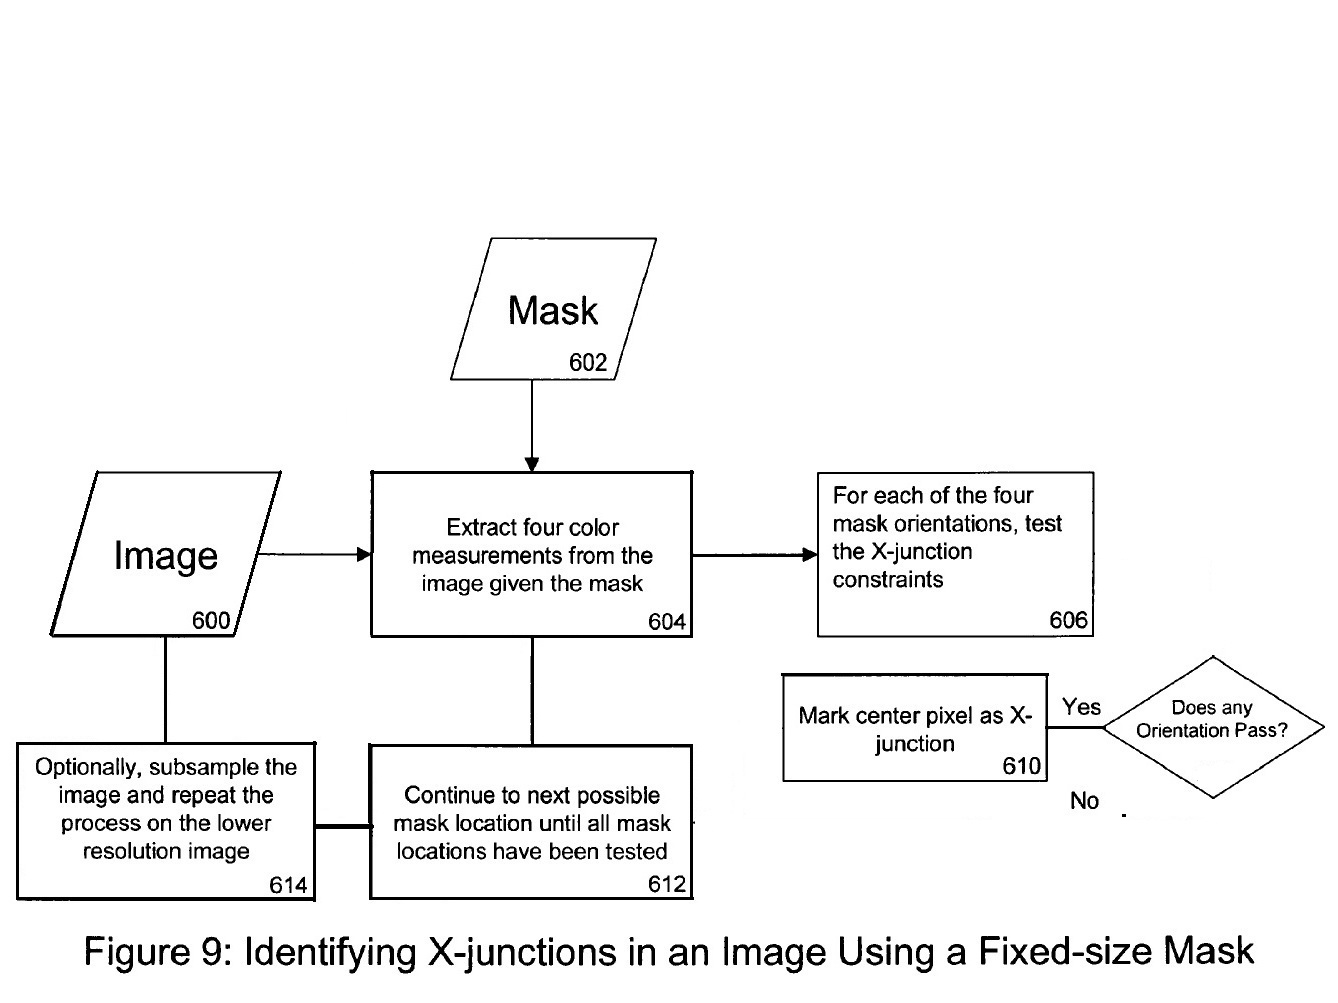 Mask
602
Image
600
Extract four color
measurements from the
image given the mask
604
For each of the four
mask orientations, test
the X-junction
constraints
606
Mark center pixel as X-
junction
610
Yes
Does any
Orientation Pass?
No
Optionally, subsample the
image and repeat the
process on the lower
resolution image
614
Continue to next possible
mask location until all mask
locations have been tested
612
Figure 9: Identifying X-junctions in an Image Using a Fixed-size Mask